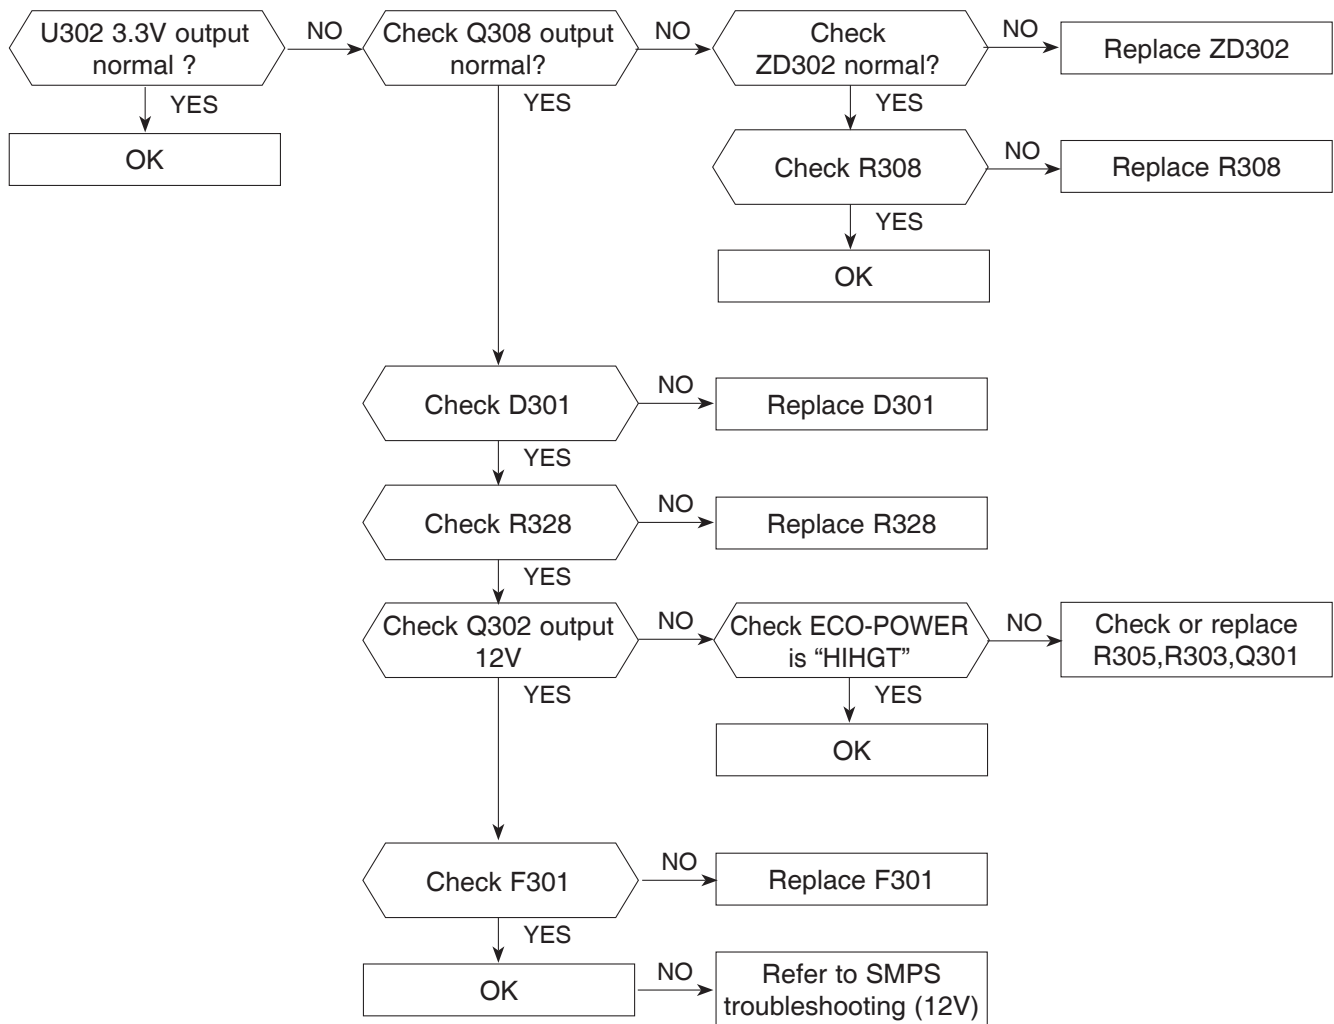 U302 3.3V output
normal ?
NO
Check Q308 output
normal?
NO
Check
ZD302 normal?
NO
Replace ZD302
YES
OK
YES
YES
Check R308
NO
Replace R308
YES
OK
Check D301
NO
Replace D301
YES
Check R328
NO
Replace R328
YES
Check Q302 output
12V
NO
Check ECO-POWER
is “HIHGT”
NO
Check or replace
R305,R303,Q301
YES
YES
OK
Check F301
NO
Replace F301
YES
OK
NO
Refer to SMPS
troubleshooting (12V)